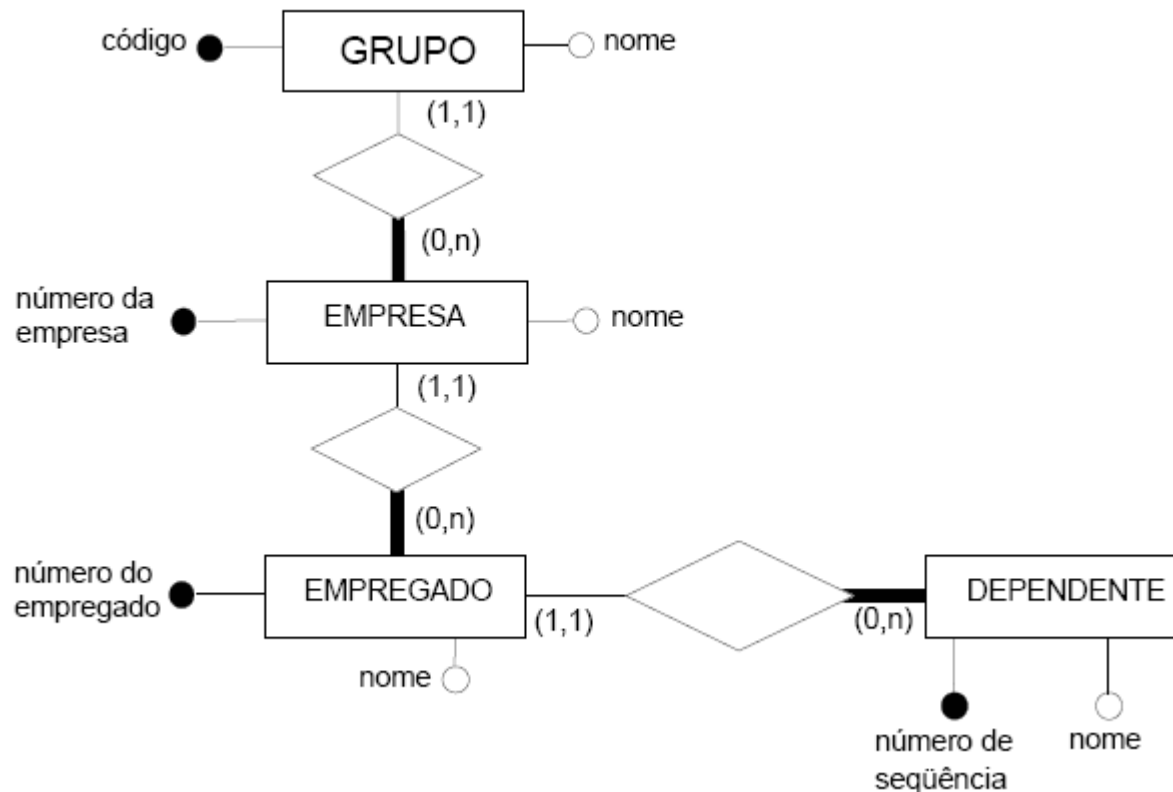 código
GRUPO
nome
(1,1)
(0,n)
número da
empresa
EMPRESA
nome
(1,1)
(0,n)
número do
empregado
EMPREGADO
(1,1)
(0,n)
DEPENDENTE
nome
número de
seqüência
nome